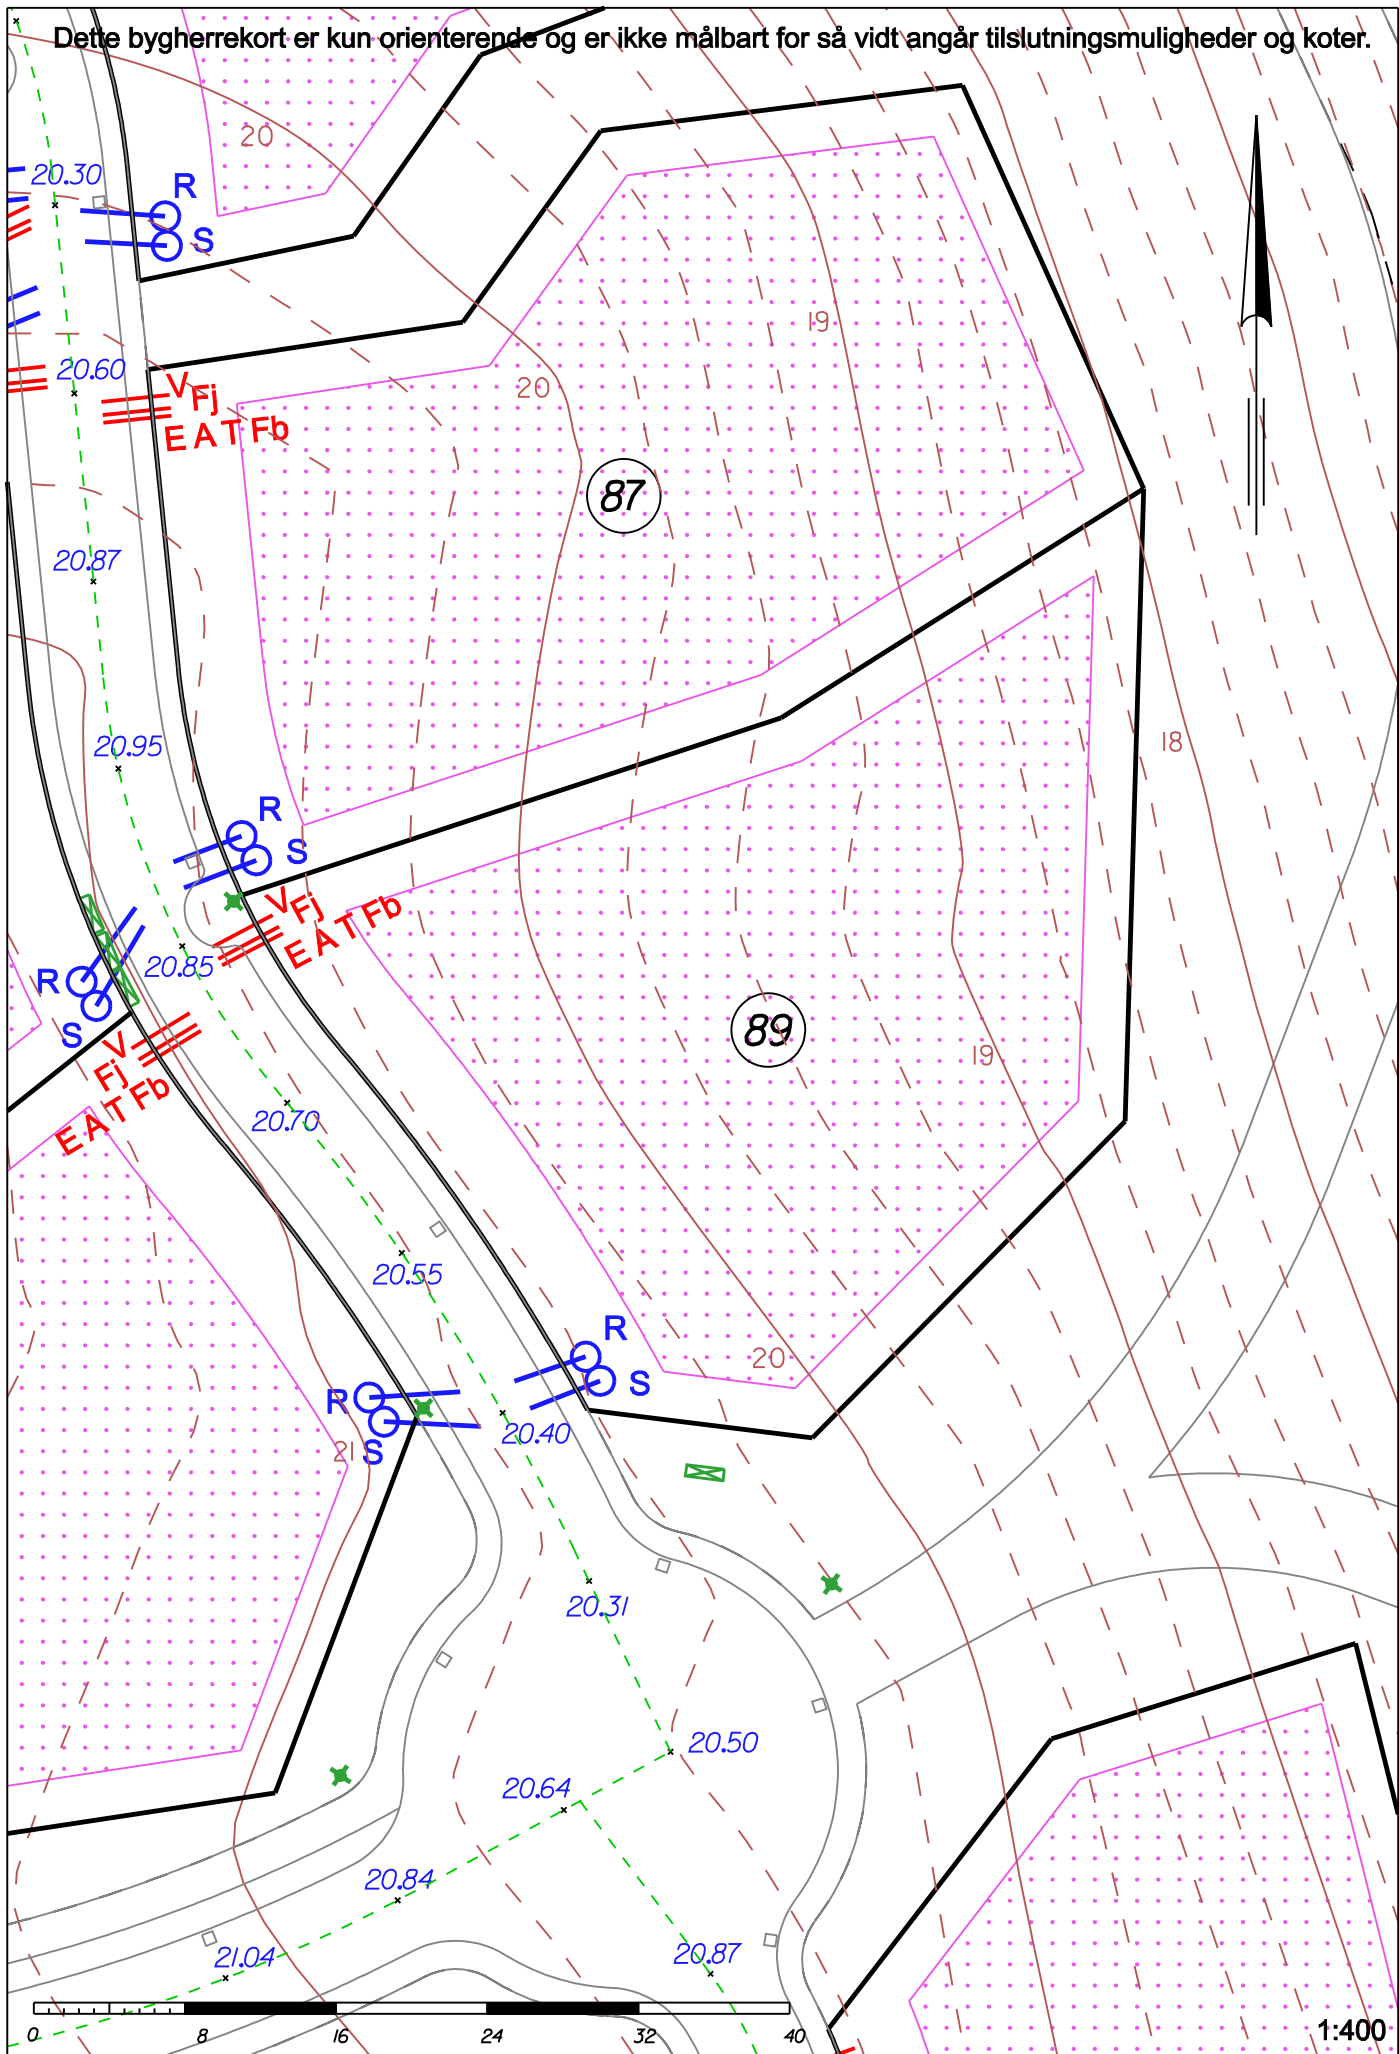 Dette bygherrekort er kun orienterende og er ikke målbart for så vidt angår tilslutningsmuligheder og koter.
20
20.30
R
S
19
20.60
V
Fj
E A T Fb
20
87
20.87
18
20.95
R
S
V
Fj
E A T Fb
20.85
R
S
89
V
Fj
E A T Fb
19
20.70
20.55
R
S
20
R
S
21
20.40
20.31
20.50
20.64
20.84
20.87
21.04
0 8 16 24 32 40
1:400